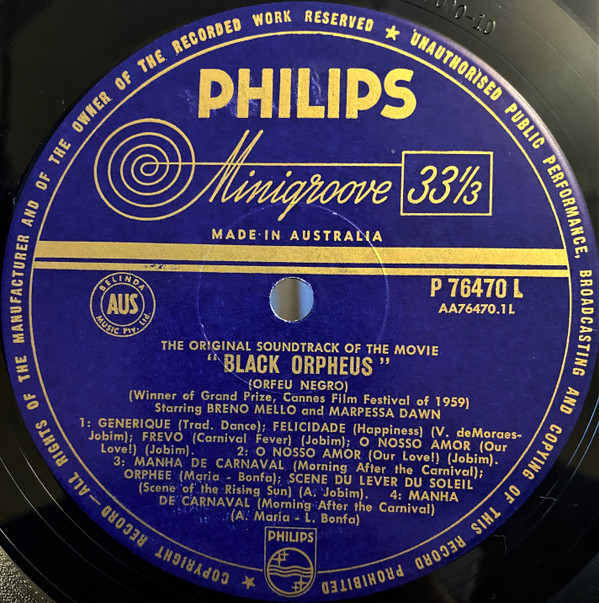 COPYRIGHT RECORD—ALL RIGHTS OF THE MANUFACTURER AND OF THE OWNER OF THE RECORDED WORK RESERVED ★ UNAUTHORISED PUBLIC PERFORMANCE, BROADCASTING AND COPYING OF THIS RECORD PROHIBITED ★
PHILIPS
Minigroove 33⅓
MADE IN AUSTRALIA
BELINDA
AUS
MUSIC Pty. Ltd.
P 76470 L
AA76470.1L
THE ORIGINAL SOUNDTRACK OF THE MOVIE
"BLACK ORPHEUS"
(ORFEU NEGRO)
(Winner of Grand Prize, Cannes Film Festival of 1959)
Starring BRENO MELLO and MARPESSA DAWN
1: GENERIQUE (Trad. Dance); FELICIDADE (Happiness) (V. deMoraes-
Jobim); FREVO (Carnival Fever) (Jobim); O NOSSO AMOR (Our
Love!) (Jobim). 2: O NOSSO AMOR (Our Love!) (Jobim).
3: MANHA DE CARNAVAL (Morning After the Carnival);
ORPHEE (Maria - Bonfa); SCENE DU LEVER DU SOLEIL
(Scene of the Rising Sun) (A. Jobim). 4: MANHA
DE CARNAVAL (Morning After the Carnival)
(A. Maria - L. Bonfa)
PHILIPS